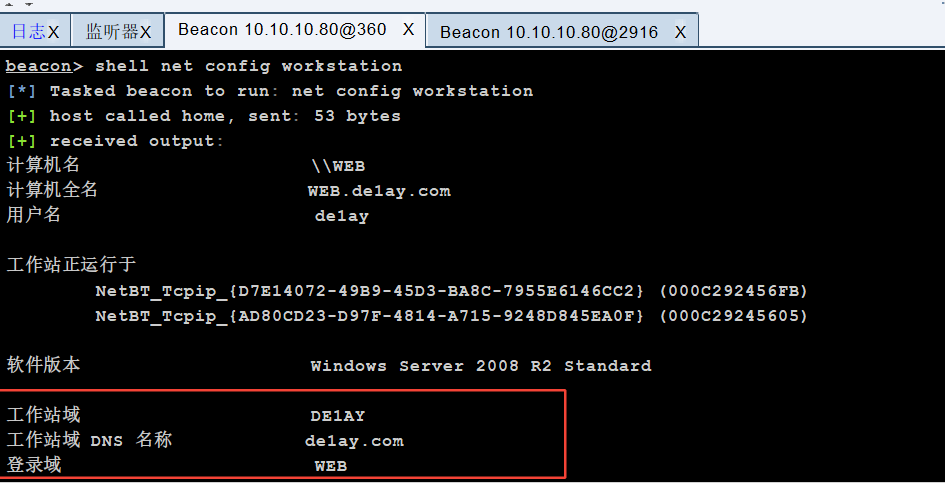 日志X 监听器X Beacon 10.10.10.80@360 X Beacon 10.10.10.80@2916 X
beacon> shell net config workstation
[*] Tasked beacon to run: net config workstation
[+] host called home, sent: 53 bytes
[+] received output:
计算机名 \\WEB
计算机全名 WEB.de1ay.com
用户名 de1ay
工作站正运行于
NetBT_Tcpip_{D7E14072-49B9-45D3-BA8C-7955E6146CC2} (000C292456FB)
NetBT_Tcpip_{AD80CD23-D97F-4814-A715-9248D845EA0F} (000C29245605)
软件版本 Windows Server 2008 R2 Standard
工作站域 DE1AY
工作站域 DNS 名称 de1ay.com
登录域 WEB